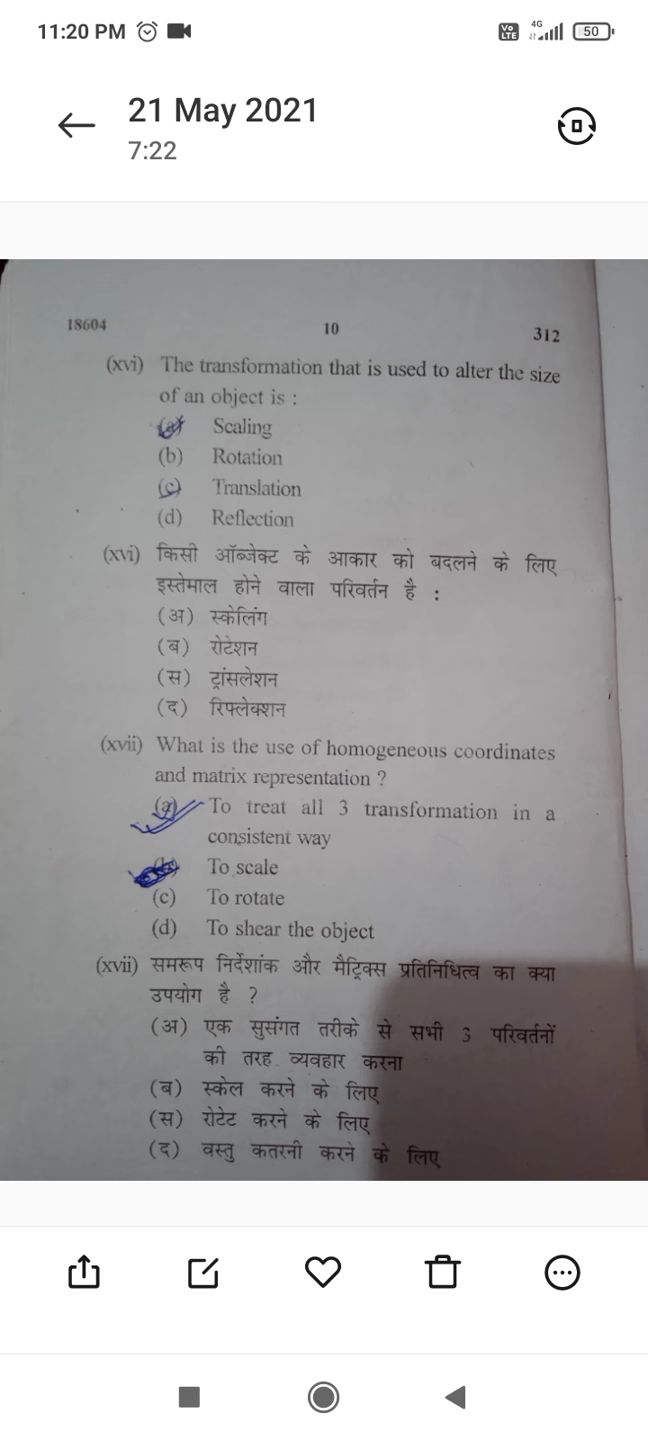 11:20 PM
Vo LTE 4G 50
21 May 2021
7:22
18604 10 312
(xvi) The transformation that is used to alter the size
of an object is :
(a) Scaling
(b) Rotation
(c) Translation
(d) Reflection
(xvi) किसी ऑब्जेक्ट के आकार को बदलने के लिए
इस्तेमाल होने वाला परिवर्तन है :
(अ) स्केलिंग
(ब) रोटेशन
(स) ट्रांसलेशन
(द) रिफ्लेक्शन
(xvii) What is the use of homogeneous coordinates
and matrix representation ?
(a) To treat all 3 transformation in a
consistent way
(b) To scale
(c) To rotate
(d) To shear the object
(xvii) समरूप निर्देशांक और मैट्रिक्स प्रतिनिधित्व का क्या
उपयोग है ?
(अ) एक सुसंगत तरीके से सभी 3 परिवर्तनों
की तरह व्यवहार करना
(ब) स्केल करने के लिए
(स) रोटेट करने के लिए
(द) वस्तु कतरनी करने के लिए